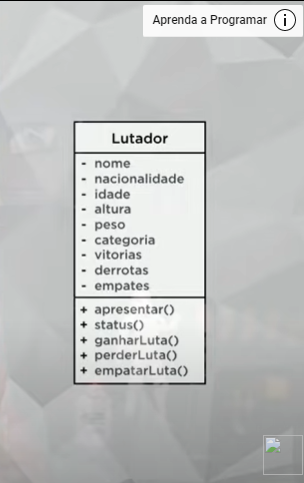 Aprenda a Programar
Lutador
- nome
- nacionalidade
- idade
- altura
- peso
- categoria
- vitorias
- derrotas
- empates
+ apresentar()
+ status()
+ ganharLuta()
+ perderLuta()
+ empatarLuta()